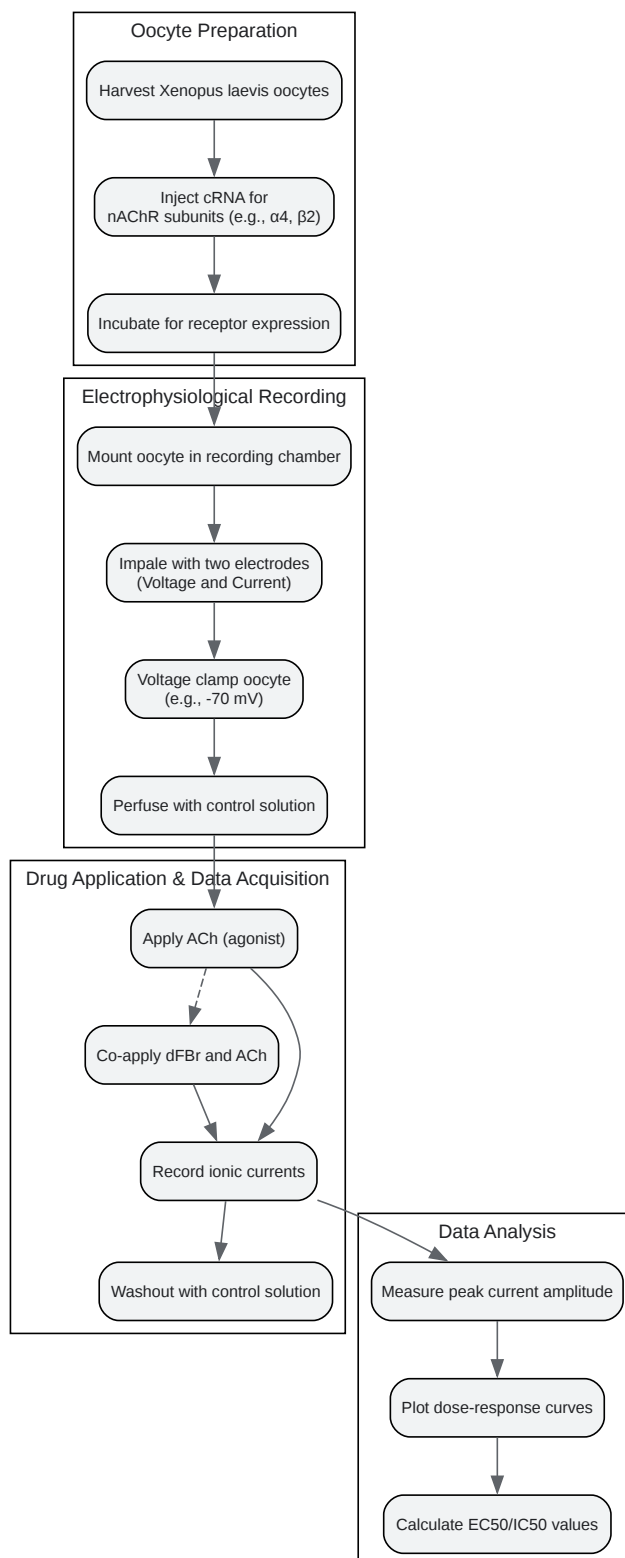 Oocyte Preparation
Harvest Xenopus laevis oocytes
Inject cRNA for
nAChR subunits (e.g., α4, β2)
Incubate for receptor expression
Electrophysiological Recording
Mount oocyte in recording chamber
Impale with two electrodes
(Voltage and Current)
Voltage clamp oocyte
(e.g., -70 mV)
Perfuse with control solution
Drug Application & Data Acquisition
Apply ACh (agonist)
Co-apply dFBr and ACh
Record ionic currents
Washout with control solution
Data Analysis
Measure peak current amplitude
Plot dose-response curves
Calculate EC50/IC50 values